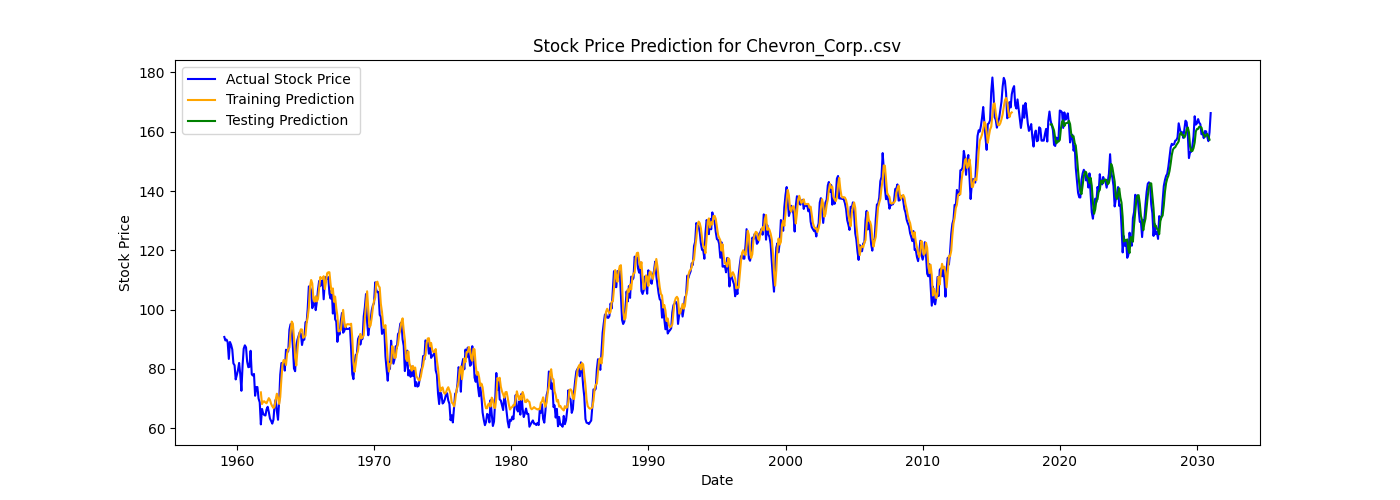 Stock Price Prediction for Chevron_Corp..csv
Actual Stock Price
Training Prediction
Testing Prediction
180
160
140
120
100
80
60
Stock Price
1960 1970 1980 1990 2000 2010 2020 2030
Date